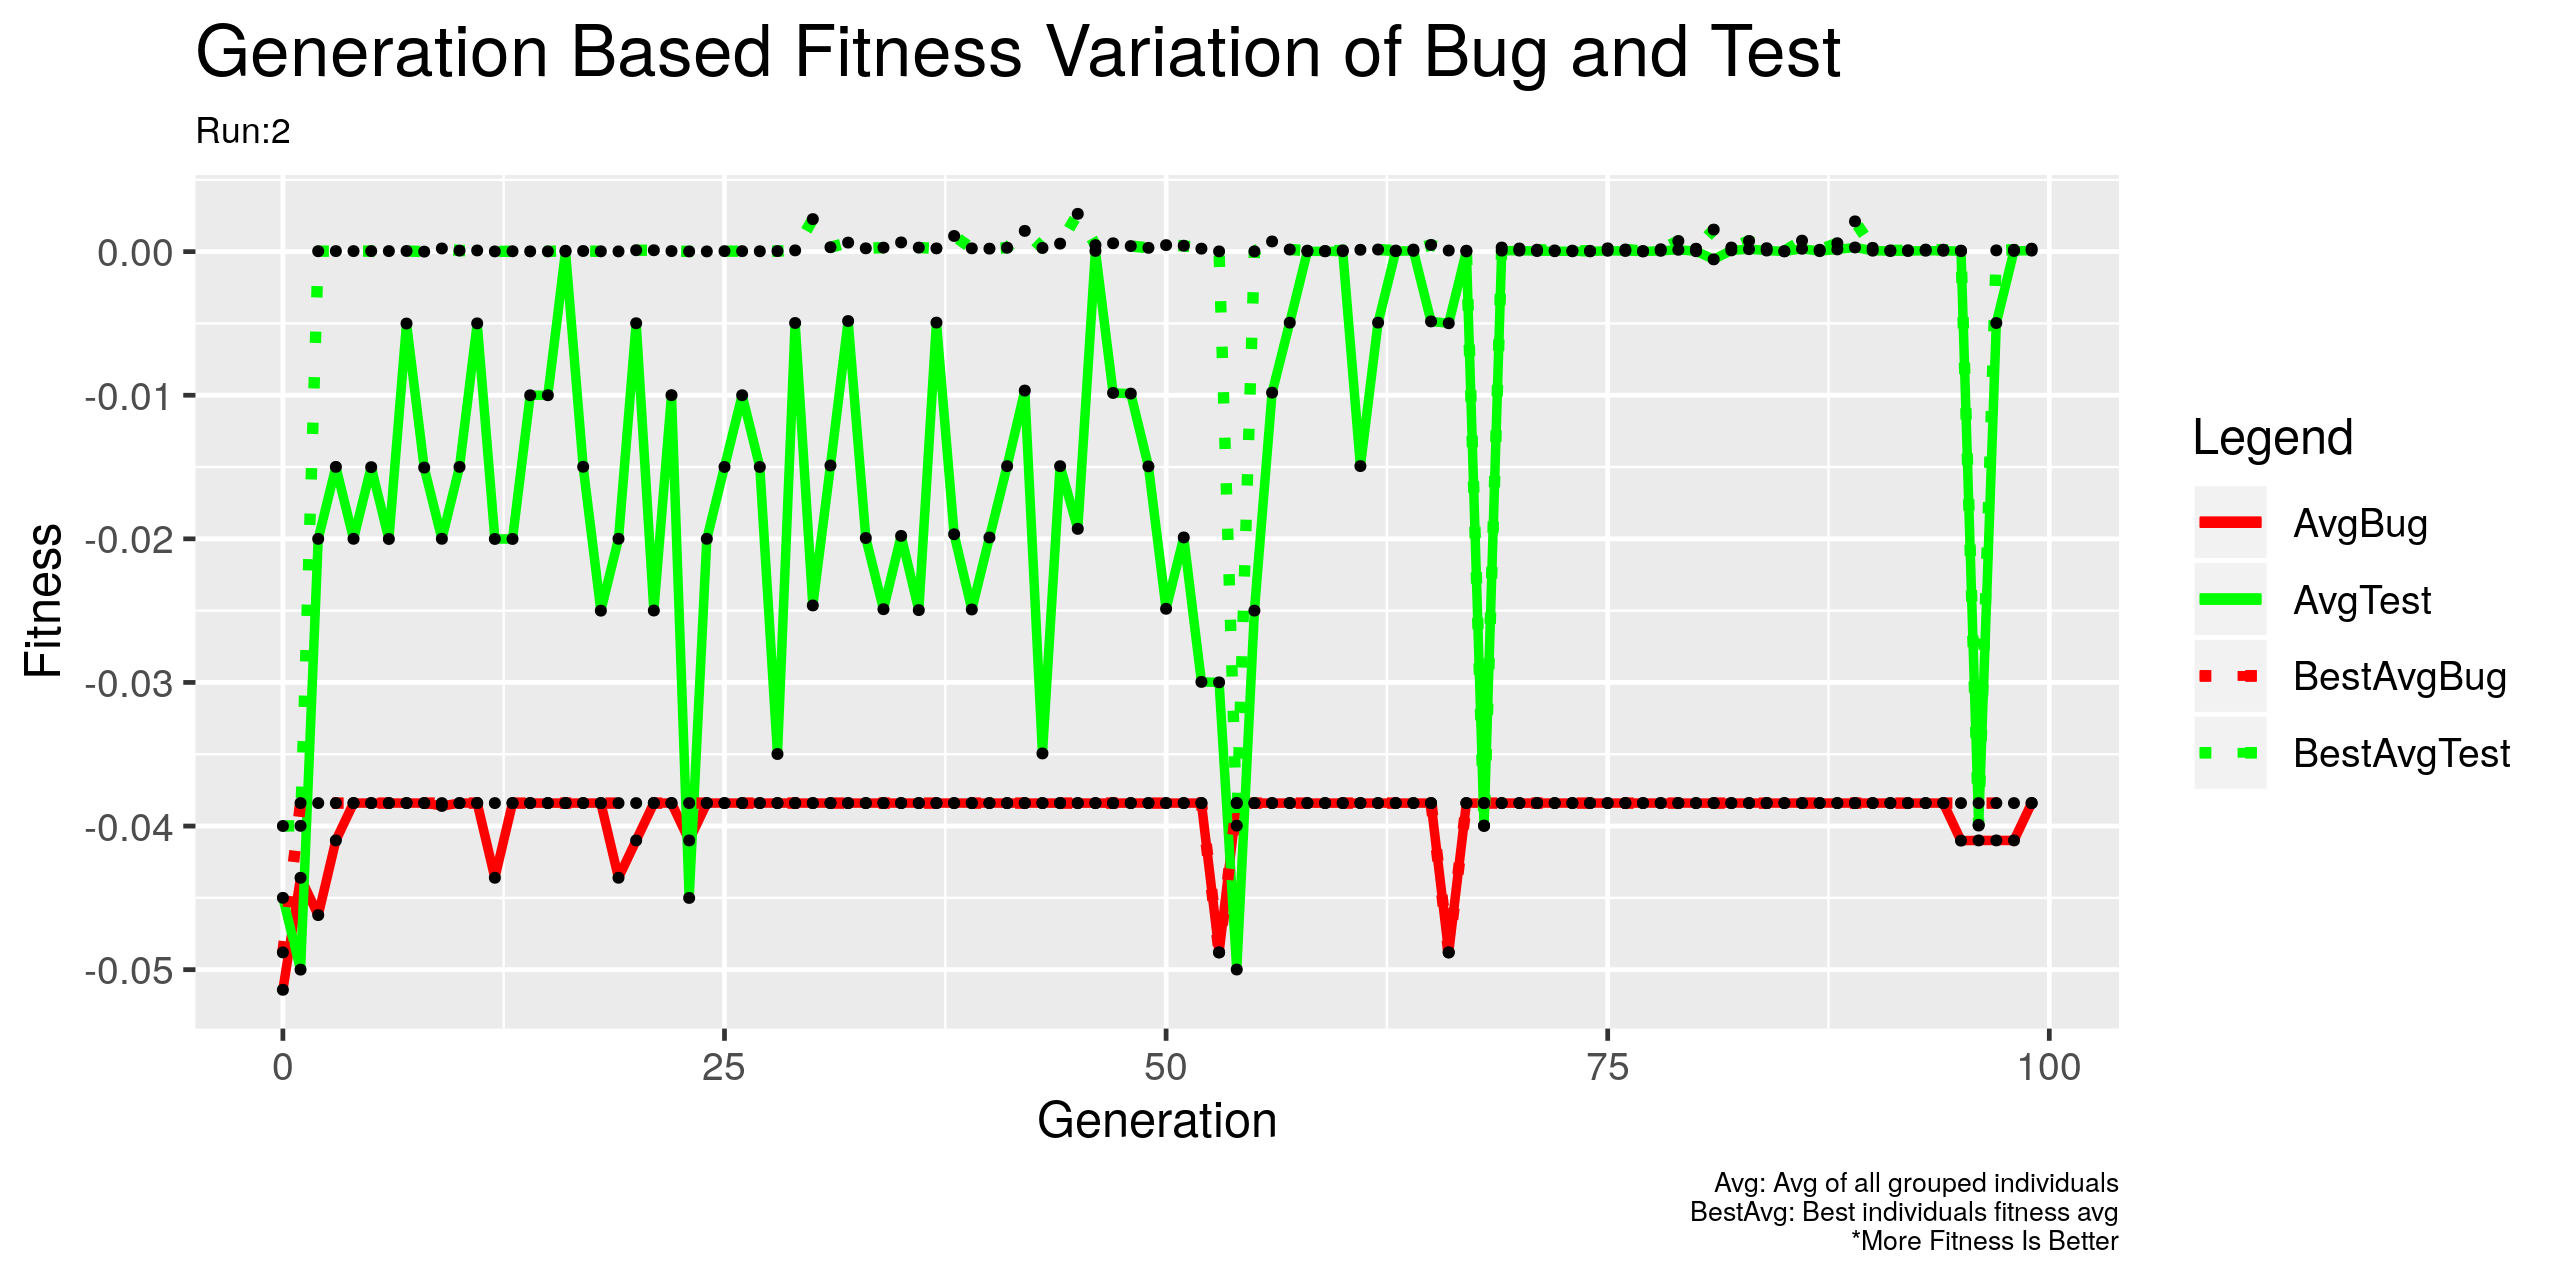 Generation Based Fitness Variation of Bug and Test
Run:2
Fitness
0.00
-0.01
-0.02
-0.03
-0.04
-0.05
0
25
50
75
100
Generation
Legend
AvgBug
AvgTest
BestAvgBug
BestAvgTest
Avg: Avg of all grouped individuals
BestAvg: Best individuals fitness avg
*More Fitness Is Better